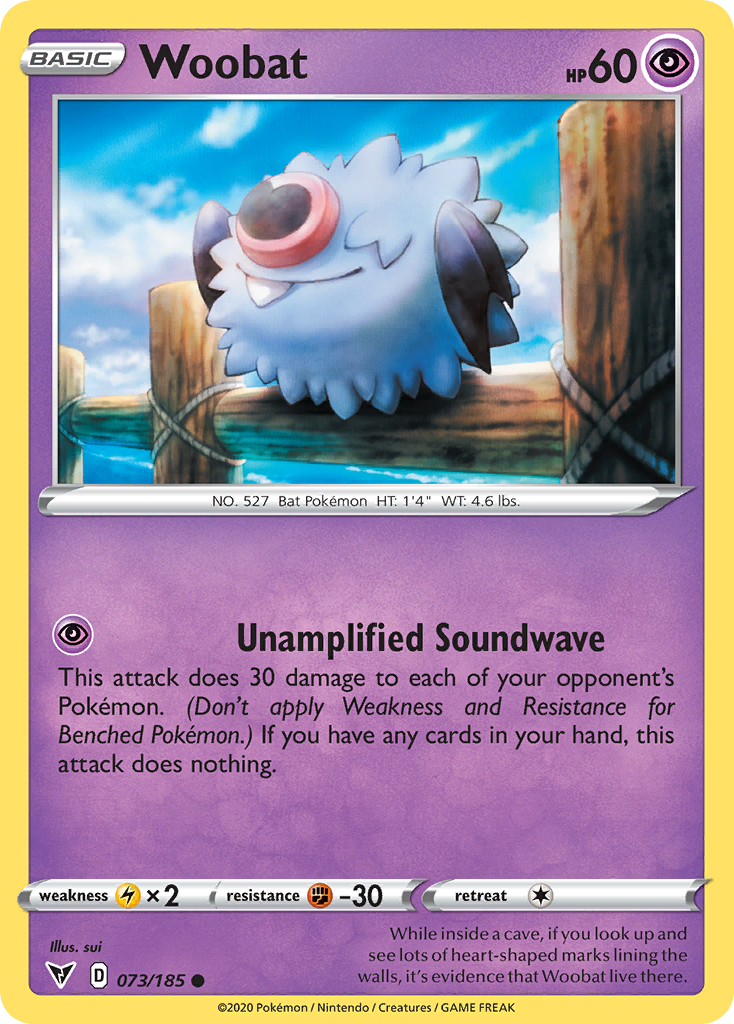 BASIC Woobat HP60
NO. 527 Bat Pokémon HT: 1'4" WT: 4.6 lbs.
Unamplified Soundwave
This attack does 30 damage to each of your opponent's
Pokémon. (Don't apply Weakness and Resistance for
Benched Pokémon.) If you have any cards in your hand, this
attack does nothing.
weakness ×2 resistance -30 retreat
Illus. sui
While inside a cave, if you look up and
see lots of heart-shaped marks lining the
walls, it's evidence that Woobat live there.
D 073/185
©2020 Pokémon / Nintendo / Creatures / GAME FREAK